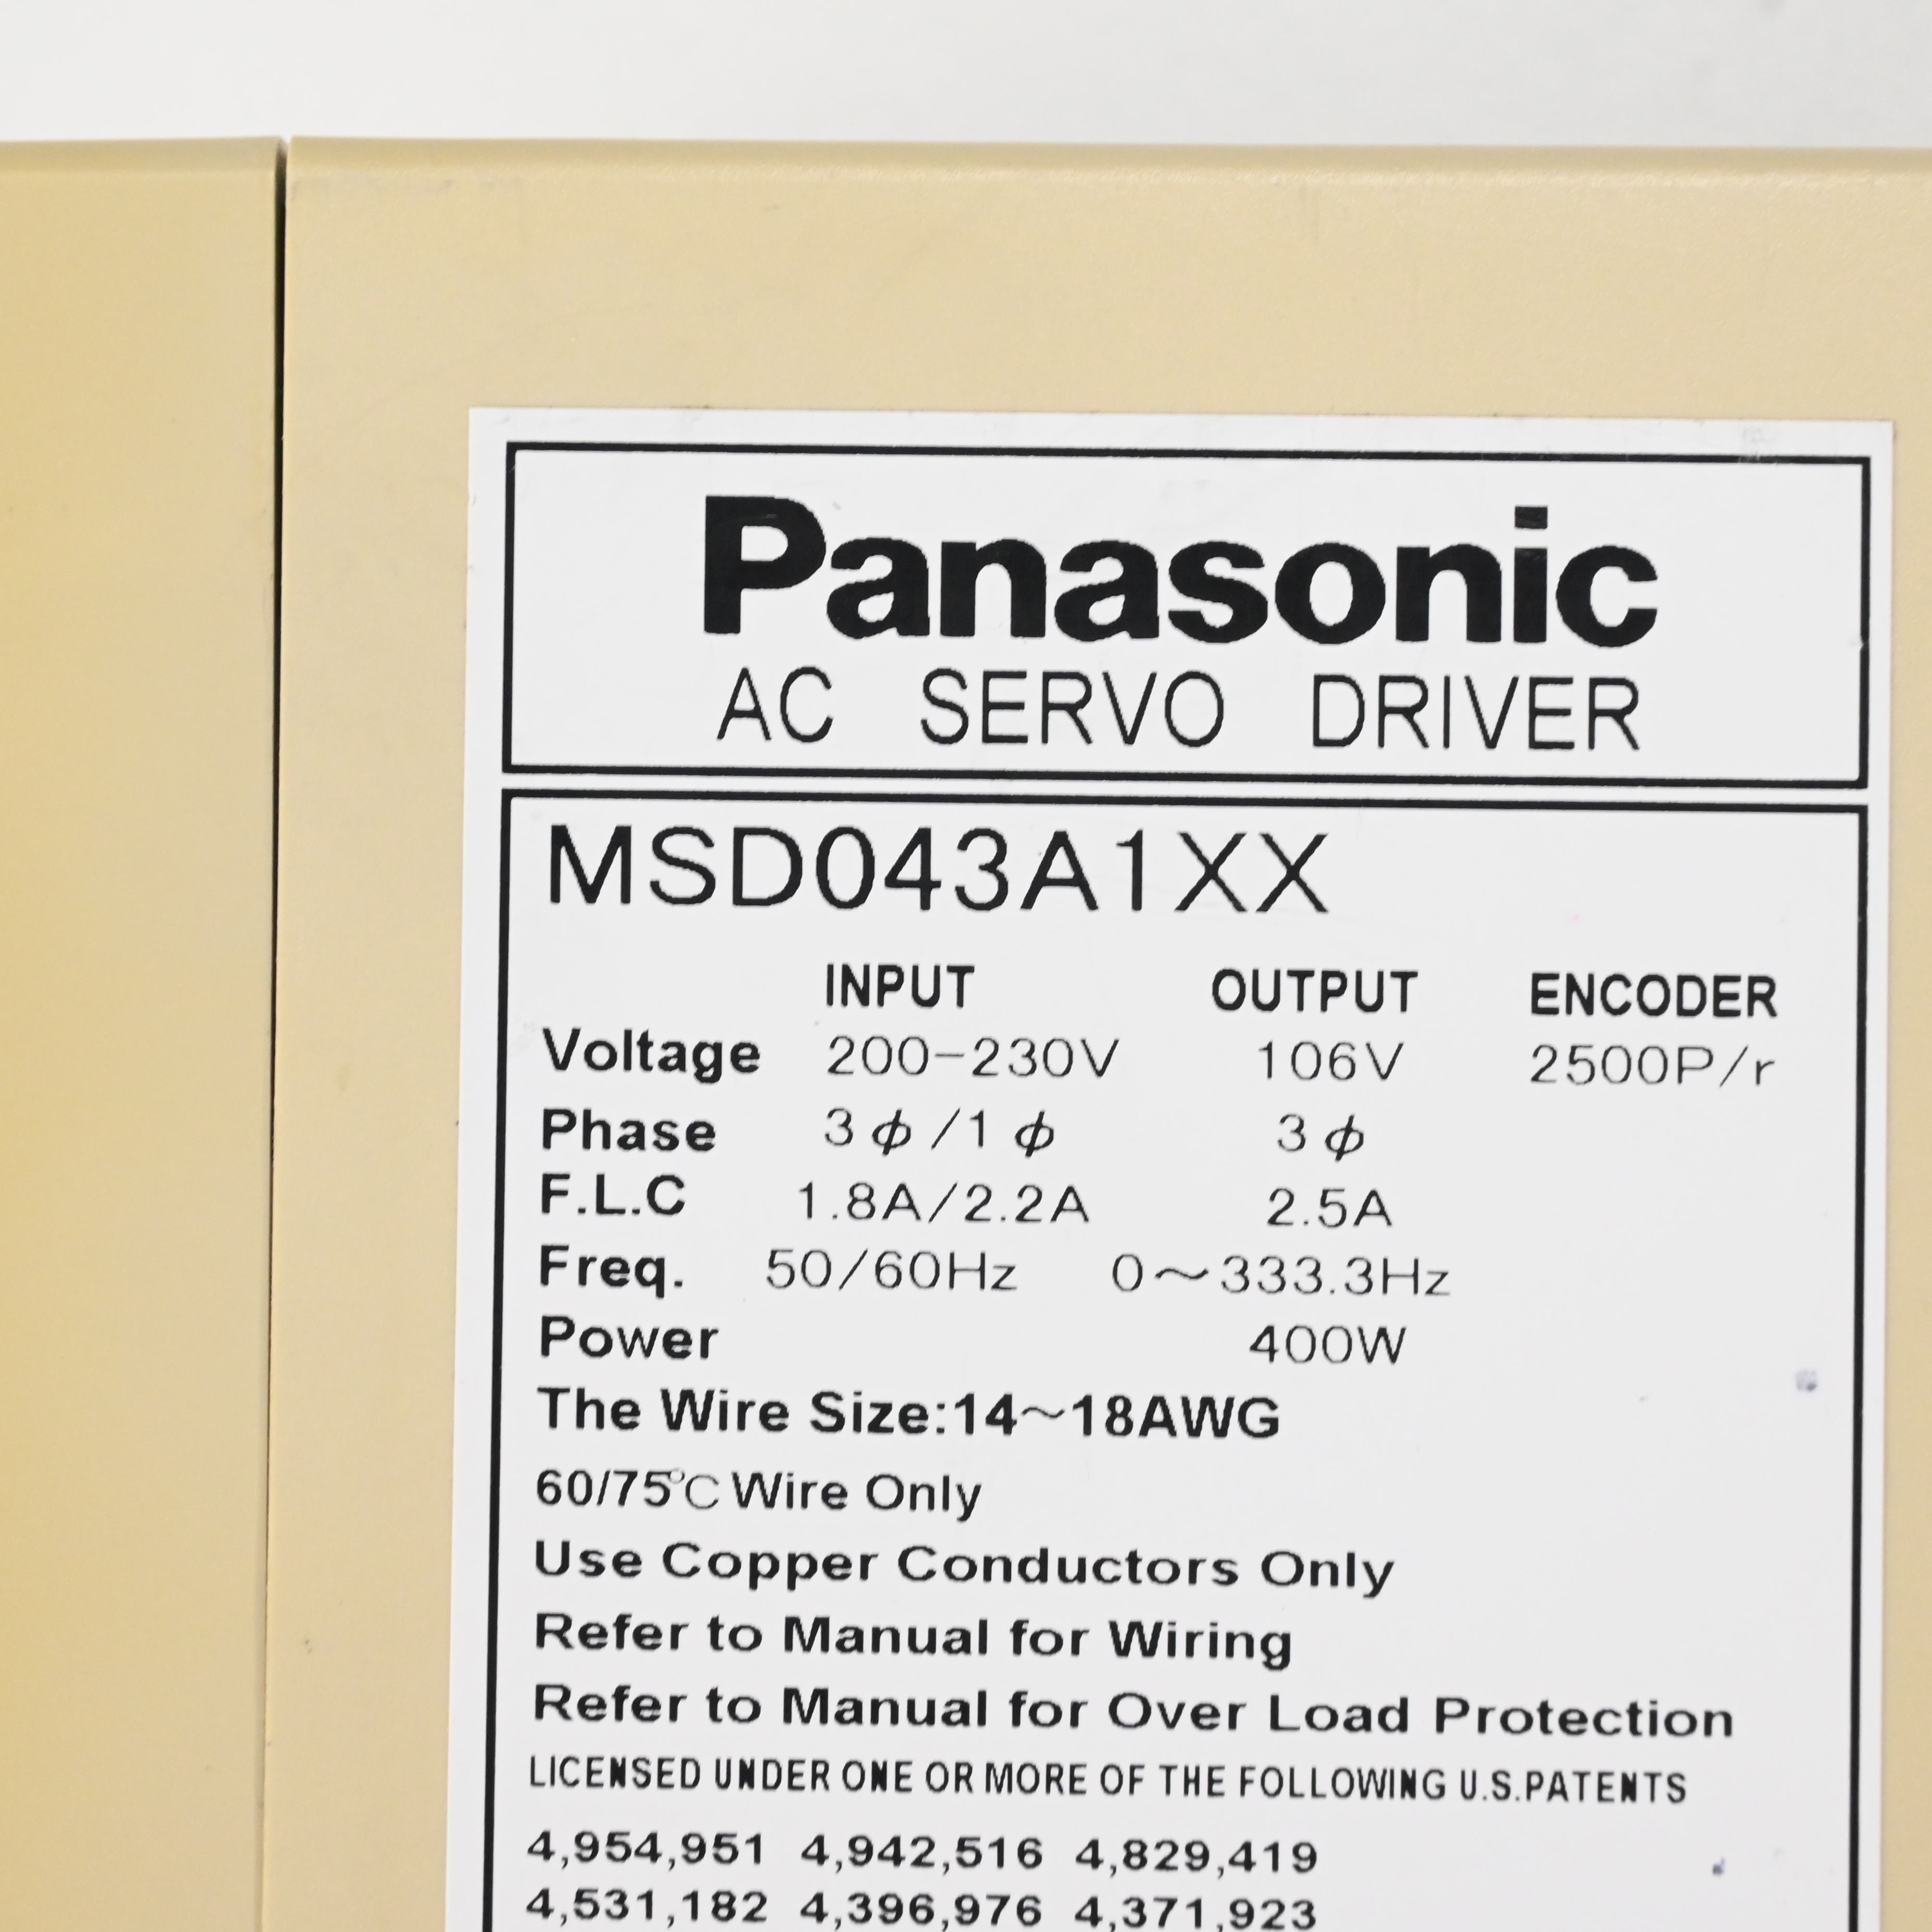 Panasonic
AC SERVO DRIVER
MSD043A1XX
INPUT OUTPUT ENCODER
Voltage 200-230V 106V 2500P/r
Phase 3ϕ/1ϕ 3ϕ
F.L.C 1.8A/2.2A 2.5A
Freq. 50/60Hz 0~333.3Hz
Power 400W
The Wire Size:14~18AWG
60/75℃ Wire Only
Use Copper Conductors Only
Refer to Manual for Wiring
Refer to Manual for Over Load Protection
LICENSED UNDER ONE OR MORE OF THE FOLLOWING U.S.PATENTS
4,954,951 4,942,516 4,829,419
4,531,182 4,396,976 4,371,923